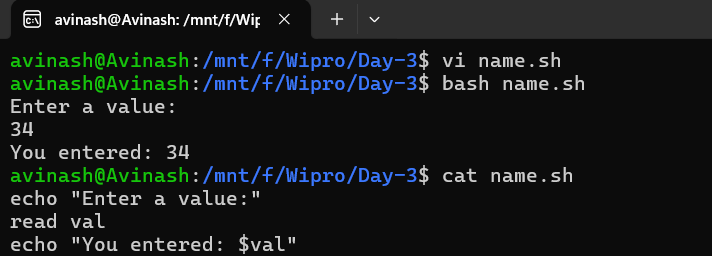 avinash@Avinash: /mnt/f/Wip
avinash@Avinash:/mnt/f/Wipro/Day-3$ vi name.sh
avinash@Avinash:/mnt/f/Wipro/Day-3$ bash name.sh
Enter a value:
34
You entered: 34
avinash@Avinash:/mnt/f/Wipro/Day-3$ cat name.sh
echo "Enter a value:"
read val
echo "You entered: $val"